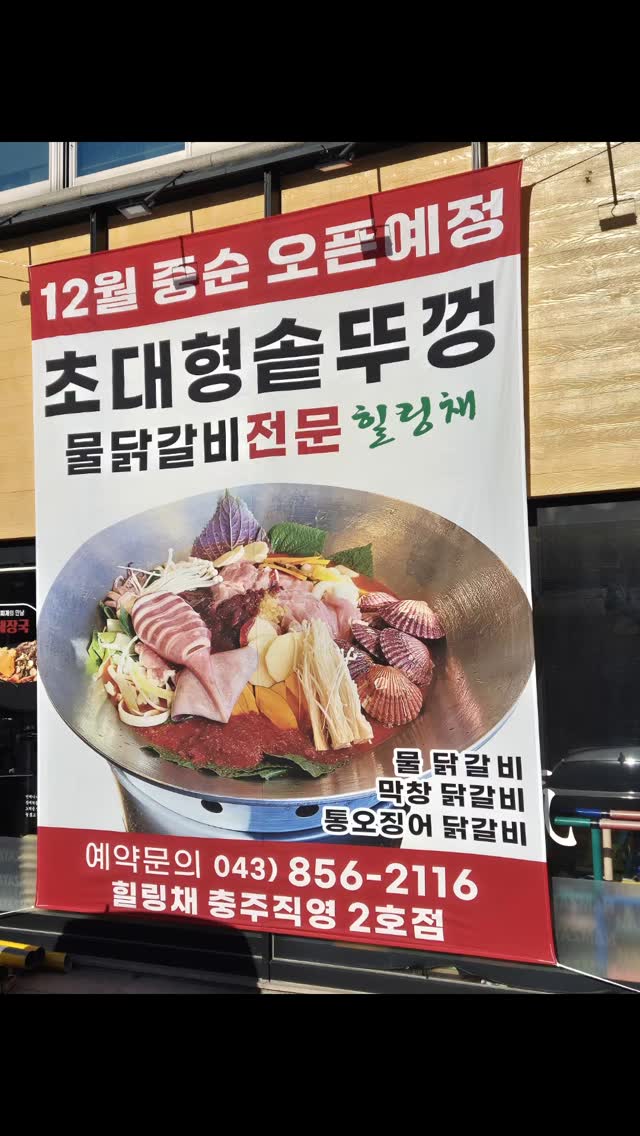 12월 중순 오픈예정
초대형솥뚜껑
물닭갈비전문 힐링채
물 닭갈비
막창 닭갈비
통오징어 닭갈비
예약문의 043) 856-2116
힐링채 충주직영 2호점